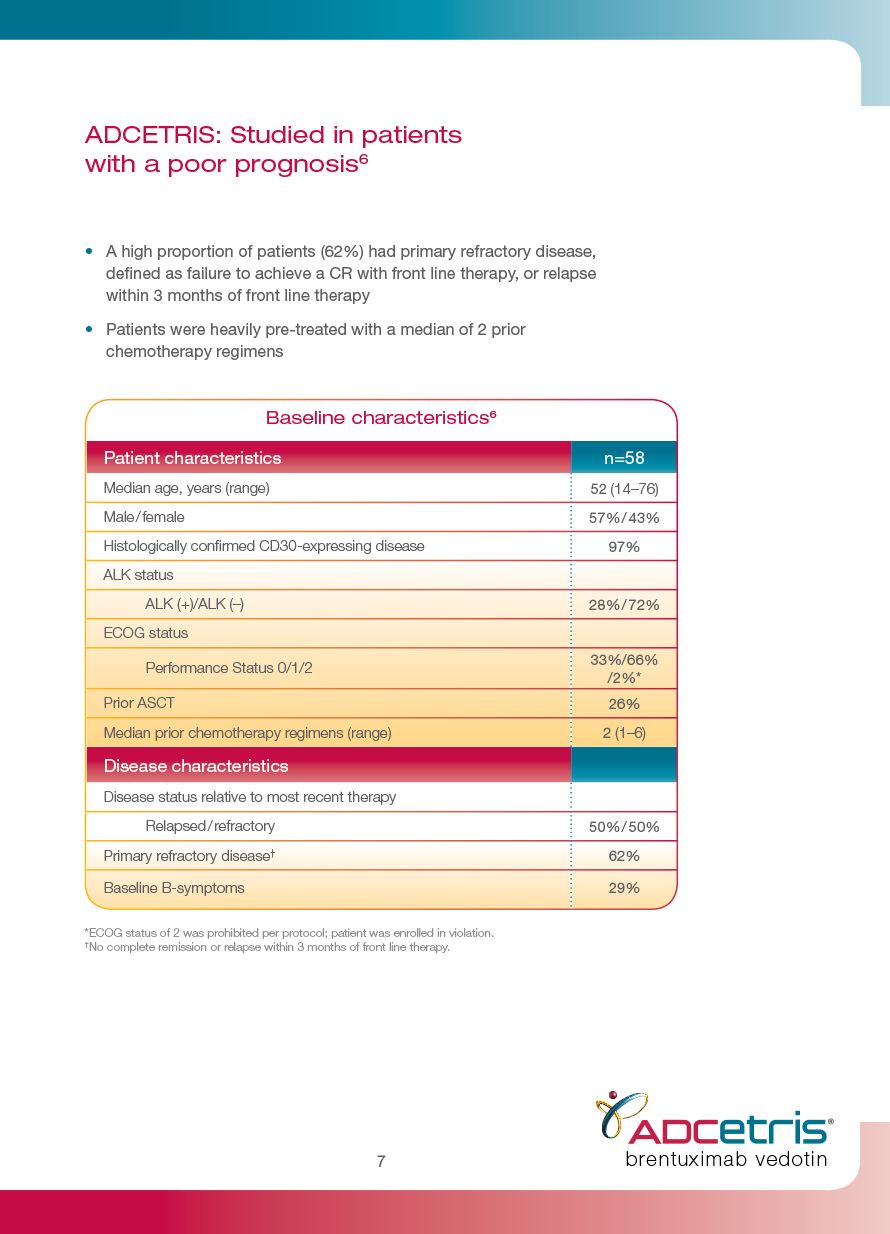 ADCETRIS: Studied in patients
with a poor prognosis⁶
• A high proportion of patients (62%) had primary refractory disease,
defined as failure to achieve a CR with front line therapy, or relapse
within 3 months of front line therapy
• Patients were heavily pre-treated with a median of 2 prior
chemotherapy regimens
Baseline characteristics⁶
Patient characteristics n=58
Median age, years (range) 52 (14–76)
Male/female 57%/43%
Histologically confirmed CD30-expressing disease 97%
ALK status
ALK (+)/ALK (–) 28%/72%
ECOG status
Performance Status 0/1/2 33%/66%
/2%*
Prior ASCT 26%
Median prior chemotherapy regimens (range) 2 (1–6)
Disease characteristics
Disease status relative to most recent therapy
Relapsed/refractory 50%/50%
Primary refractory disease† 62%
Baseline B-symptoms 29%
*ECOG status of 2 was prohibited per protocol; patient was enrolled in violation.
†No complete remission or relapse within 3 months of front line therapy.
ADCetris®
brentuximab vedotin
7